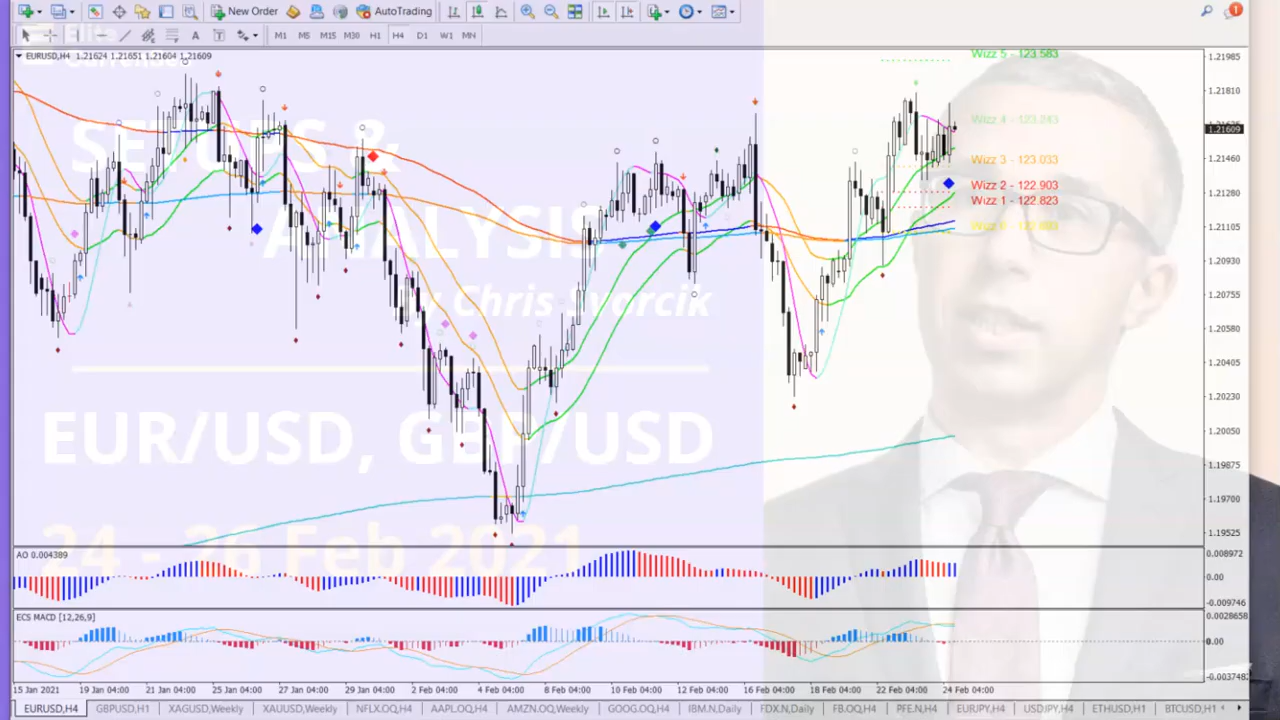 New Order
AutoTrading
1
A
T
M1 M5 M15 M30 H1 H4 D1 W1 MN
Elite
CurrenSea
EURUSD,H4 1.21624 1.21651 1.21604 1.21609
SETUPS &
ANALYSIS
Chris Svorcik
EUR/USD, GBP/USD
24 - 26 Feb 2021
Wizz 5 - 123.583
Wizz 4 - 123.243
Wizz 3 - 123.033
Wizz 2 - 122.903
Wizz 1 - 122.823
1.21985
1.21810
1.21609
1.21460
1.21280
1.21105
1.20930
1.20755
1.20580
1.20405
1.20230
1.20050
1.19875
1.19700
1.19525
AO 0.004389
0.008972
0.00
-0.009746
ECS MACD [12,26,9]
0.0028658
0.00
-0.003748
15 Jan 2021 19 Jan 04:00 21 Jan 04:00 25 Jan 04:00 27 Jan 04:00 29 Jan 04:00 2 Feb 04:00 4 Feb 04:00 8 Feb 04:00 10 Feb 04:00 12 Feb 04:00 16 Feb 04:00 18 Feb 04:00 22 Feb 04:00 24 Feb 04:00
EURUSD,H4 GBPUSD,H1 XAGUSD,Weekly XAUUSD,Weekly NFLX.OQ,H4 AAPL.OQ,H4 AMZN.OQ,Weekly GOOG.OQ,H4 IBM.N,Daily FDX.N,Daily FB.OQ,H4 PFE.N,H4 EURJPY,H4 USDJPY,H4 ETHUSD,H1 BTCUSD,H1